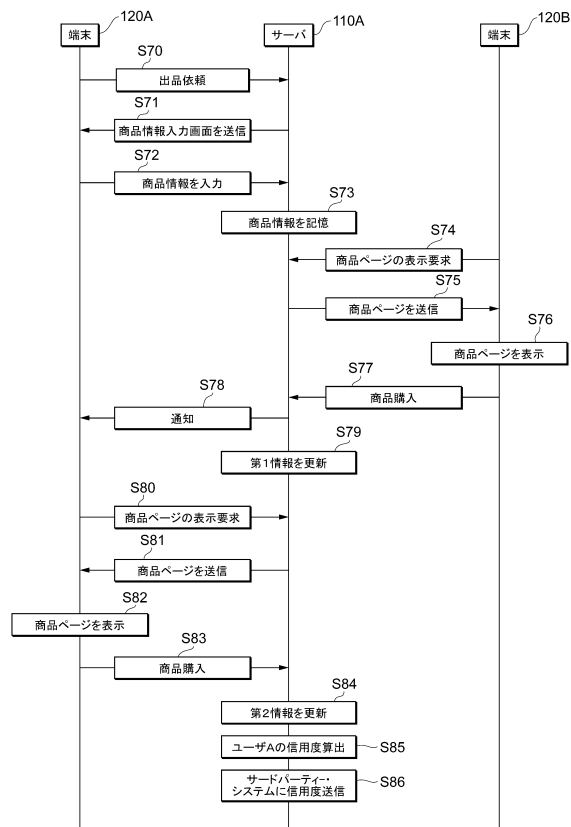 120A
110A
120B
端末
サーバ
端末
S70
出品依頼
S71
商品情報入力画面を送信
S72
商品情報を入力
S73
商品情報を記憶
S74
商品ページの表示要求
S75
商品ページを送信
S76
商品ページを表示
S77
商品購入
S78
通知
S79
第1情報を更新
S80
商品ページの表示要求
S81
商品ページを送信
S82
商品ページを表示
S83
商品購入
S84
第2情報を更新
ユーザAの信用度算出
S85
サードパーティー・
システムに信用度送信
S86